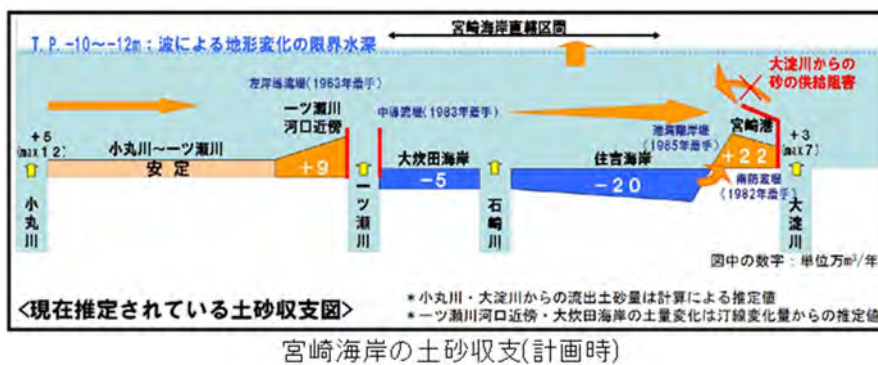 宮崎海岸直轄区間
T.P.-10~-12m:波による地形変化の限界水深
大淀川からの
砂の供給阻害
左岸導流堤(1963年着手)
一ツ瀬川
河口近傍
中導流堤(1983年着手)
港湾離岸堤
(1985年着手)
宮崎港
+5
(max12)
小丸川~一ツ瀬川
安定
+9
大炊田海岸
-5
住吉海岸
-20
+22
+3
(max7)
南防波堤
(1982年着手)
小丸川
一ツ瀬川
石崎川
大淀川
図中の数字:単位万m³/年
<現在推定されている土砂収支図>
*小丸川・大淀川からの流出土砂量は計算による推定値
*一ツ瀬川河口近傍・大炊田海岸の土量変化は汀線変化量からの推定値
宮崎海岸の土砂収支(計画時)